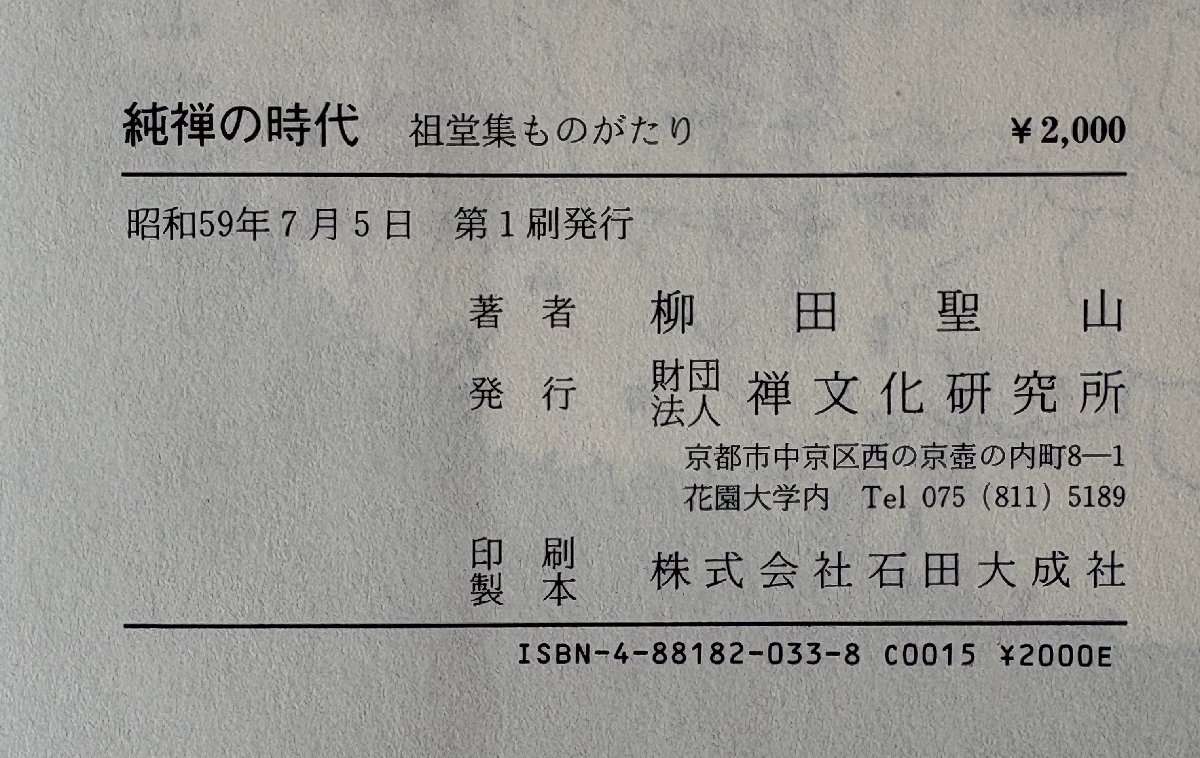 純禅の時代 祖堂集ものがたり ¥2,000
昭和59年7月5日 第1刷発行
著者 柳田聖山
発行 財団法人 禅文化研究所
京都市中京区西の京壺の内町8―1
花園大学内 Tel 075(811)5189
印刷製本 株式会社石田大成社
ISBN-4-88182-033-8 C0015 ¥2000E